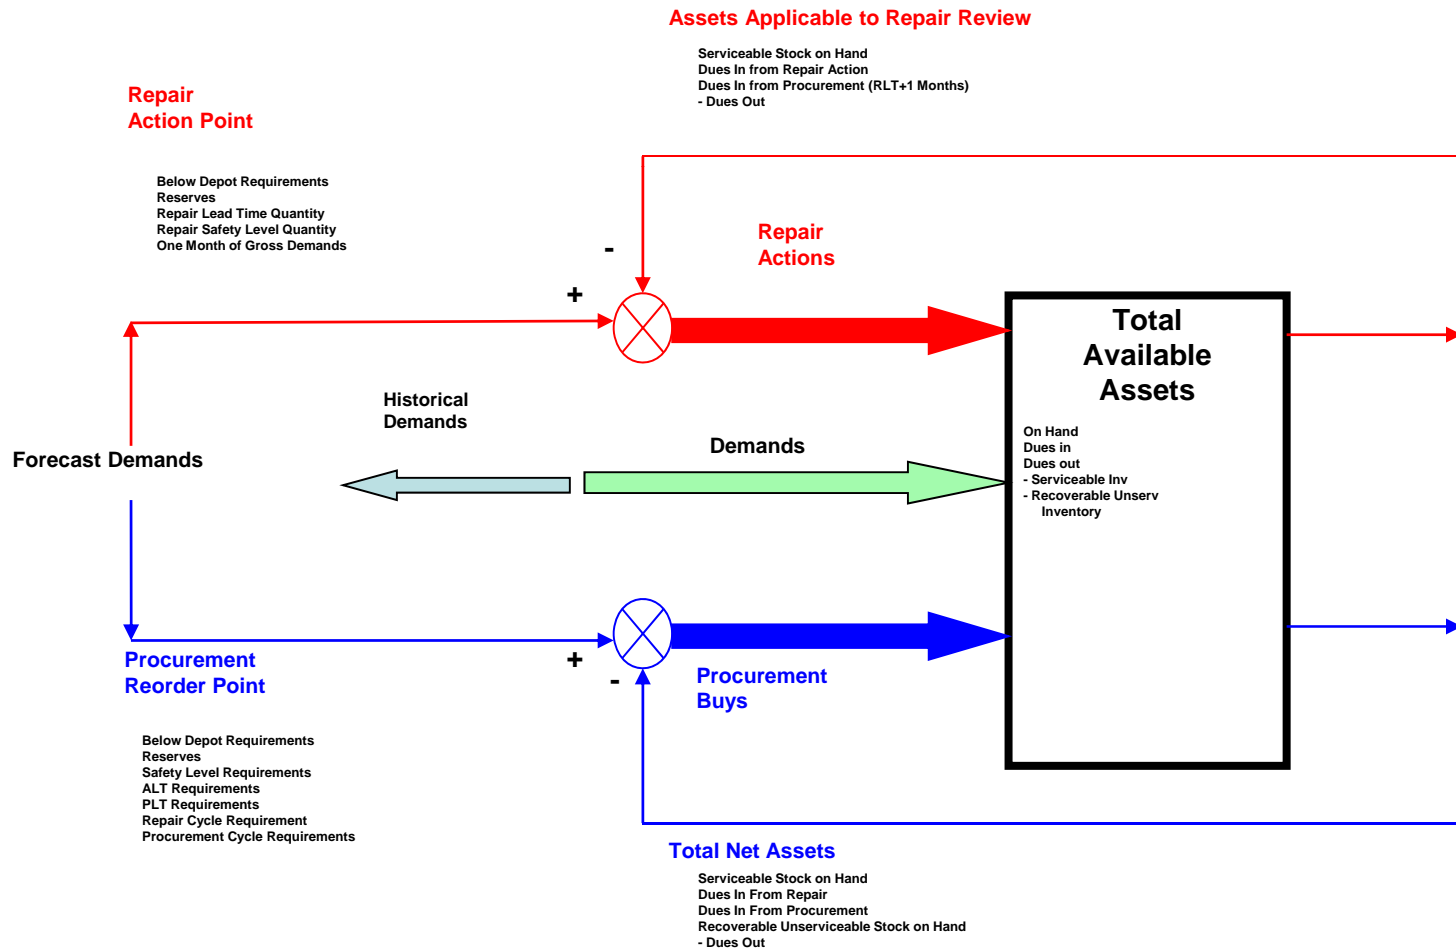 Assets Applicable to Repair Review
Serviceable Stock on Hand
Dues In from Repair Action
Dues In from Procurement (RLT+1 Months)
- Dues Out
Repair
Action Point
Below Depot Requirements
Reserves
Repair Lead Time Quantity
Repair Safety Level Quantity
One Month of Gross Demands
-
+
Repair
Actions
Total
Available
Assets
On Hand
Dues in
Dues out
- Serviceable Inv
- Recoverable Unserv
Inventory
Historical
Demands
Demands
Forecast Demands
Procurement
Reorder Point
+
-
Procurement
Buys
Below Depot Requirements
Reserves
Safety Level Requirements
ALT Requirements
PLT Requirements
Repair Cycle Requirement
Procurement Cycle Requirements
Total Net Assets
Serviceable Stock on Hand
Dues In From Repair
Dues In From Procurement
Recoverable Unserviceable Stock on Hand
- Dues Out